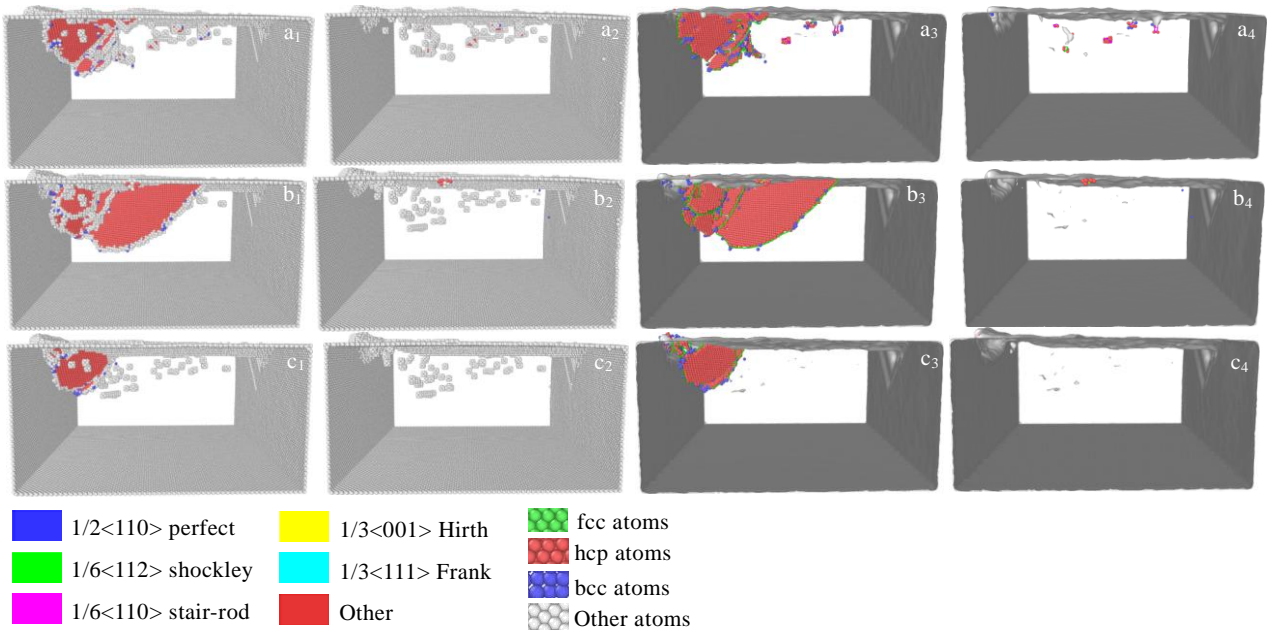 a1 a2 a3 a4
b1 b2 b3 b4
c1 c2 c3 c4
1/2<110> perfect 1/3<001> Hirth fcc atoms
1/6<112> shockley 1/3<111> Frank hcp atoms
1/6<110> stair-rod Other bcc atoms
Other atoms